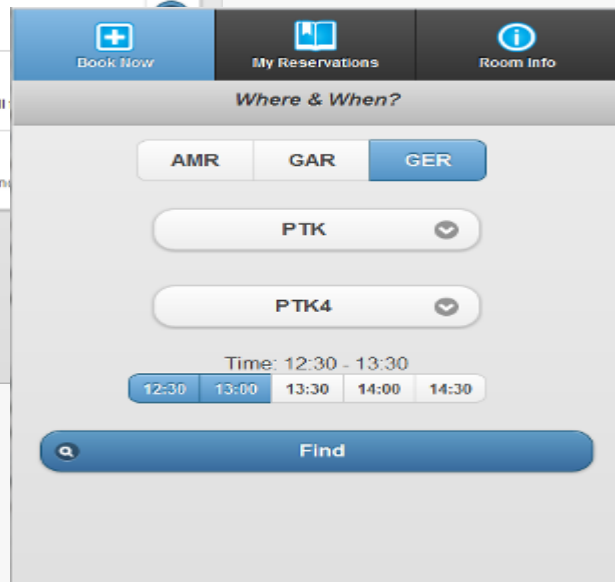 Book Now My Reservations Room Info
Where & When?
AMR GAR GER
PTK
PTK4
Time: 12:30 - 13:30
12:30 13:00 13:30 14:00 14:30
Find